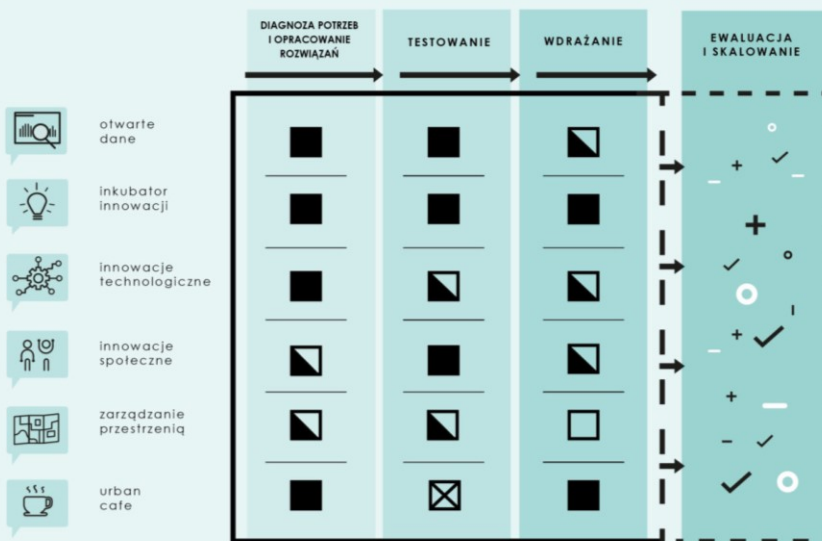 DIAGNOZA POTRZEB
I OPRACOWANIE
ROZWIĄZAŃ
TESTOWANIE
WDRAŻANIE
EWALUACJA
I SKALOWANIE
otwarte
dane
inkubator
innowacji
innowacje
technologiczne
innowacje
społeczne
zarządzanie
przestrzenią
urban
cafe